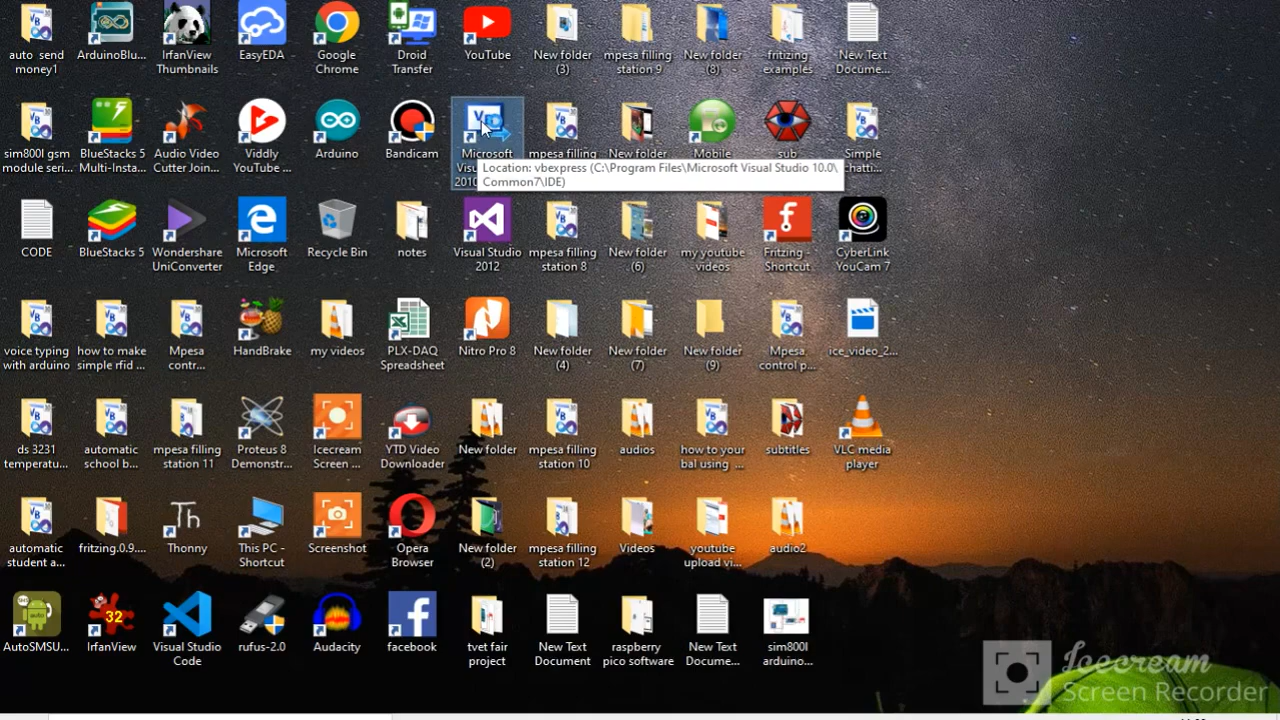 auto send
money1
ArduinoBlu...
IrfanView
Thumbnails
EasyEDA
Google
Chrome
Droid
Transfer
YouTube
New folder
(3)
mpesa filling
station 9
New folder
(8)
fritzing
examples
New Text
Docume...
sim800l gsm
module seri...
BlueStacks 5
Multi-Insta...
Audio Video
Cutter Join...
Viddly
YouTube ...
Arduino
Bandicam
Microsoft
Visu
2010
mpesa filling
New folder
Mobile
sub
Simple
chatti...
Location: vbexpress (C:\Program Files\Microsoft Visual Studio 10.0\
Common7\IDE)
CODE
BlueStacks 5
Wondershare
UniConverter
Microsoft
Edge
Recycle Bin
notes
Visual Studio
2012
mpesa filling
station 8
New folder
(6)
my youtube
videos
Fritzing -
Shortcut
CyberLink
YouCam 7
voice typing
with arduino
how to make
simple rfid ...
Mpesa
contr...
HandBrake
my videos
PLX-DAQ
Spreadsheet
Nitro Pro 8
New folder
(4)
New folder
(7)
New folder
(9)
Mpesa
control p...
ice_video_2...
ds 3231
temperatu...
automatic
school b...
mpesa filling
station 11
Proteus 8
Demonstr...
Icecream
Screen ...
YTD Video
Downloader
New folder
mpesa filling
station 10
audios
how to your
bal using ...
subtitles
VLC media
player
automatic
student a...
fritzing.0.9....
Th
Thonny
This PC -
Shortcut
Screenshot
Opera
Browser
New folder
(2)
mpesa filling
station 12
Videos
youtube
upload vi...
audio2
AutoSMSU...
32
IrfanView
Visual Studio
Code
rufus-2.0
Audacity
facebook
tvet fair
project
New Text
Document
raspberry
pico software
New Text
Docume...
sim800l
arduino...
Icecream
Screen Recorder